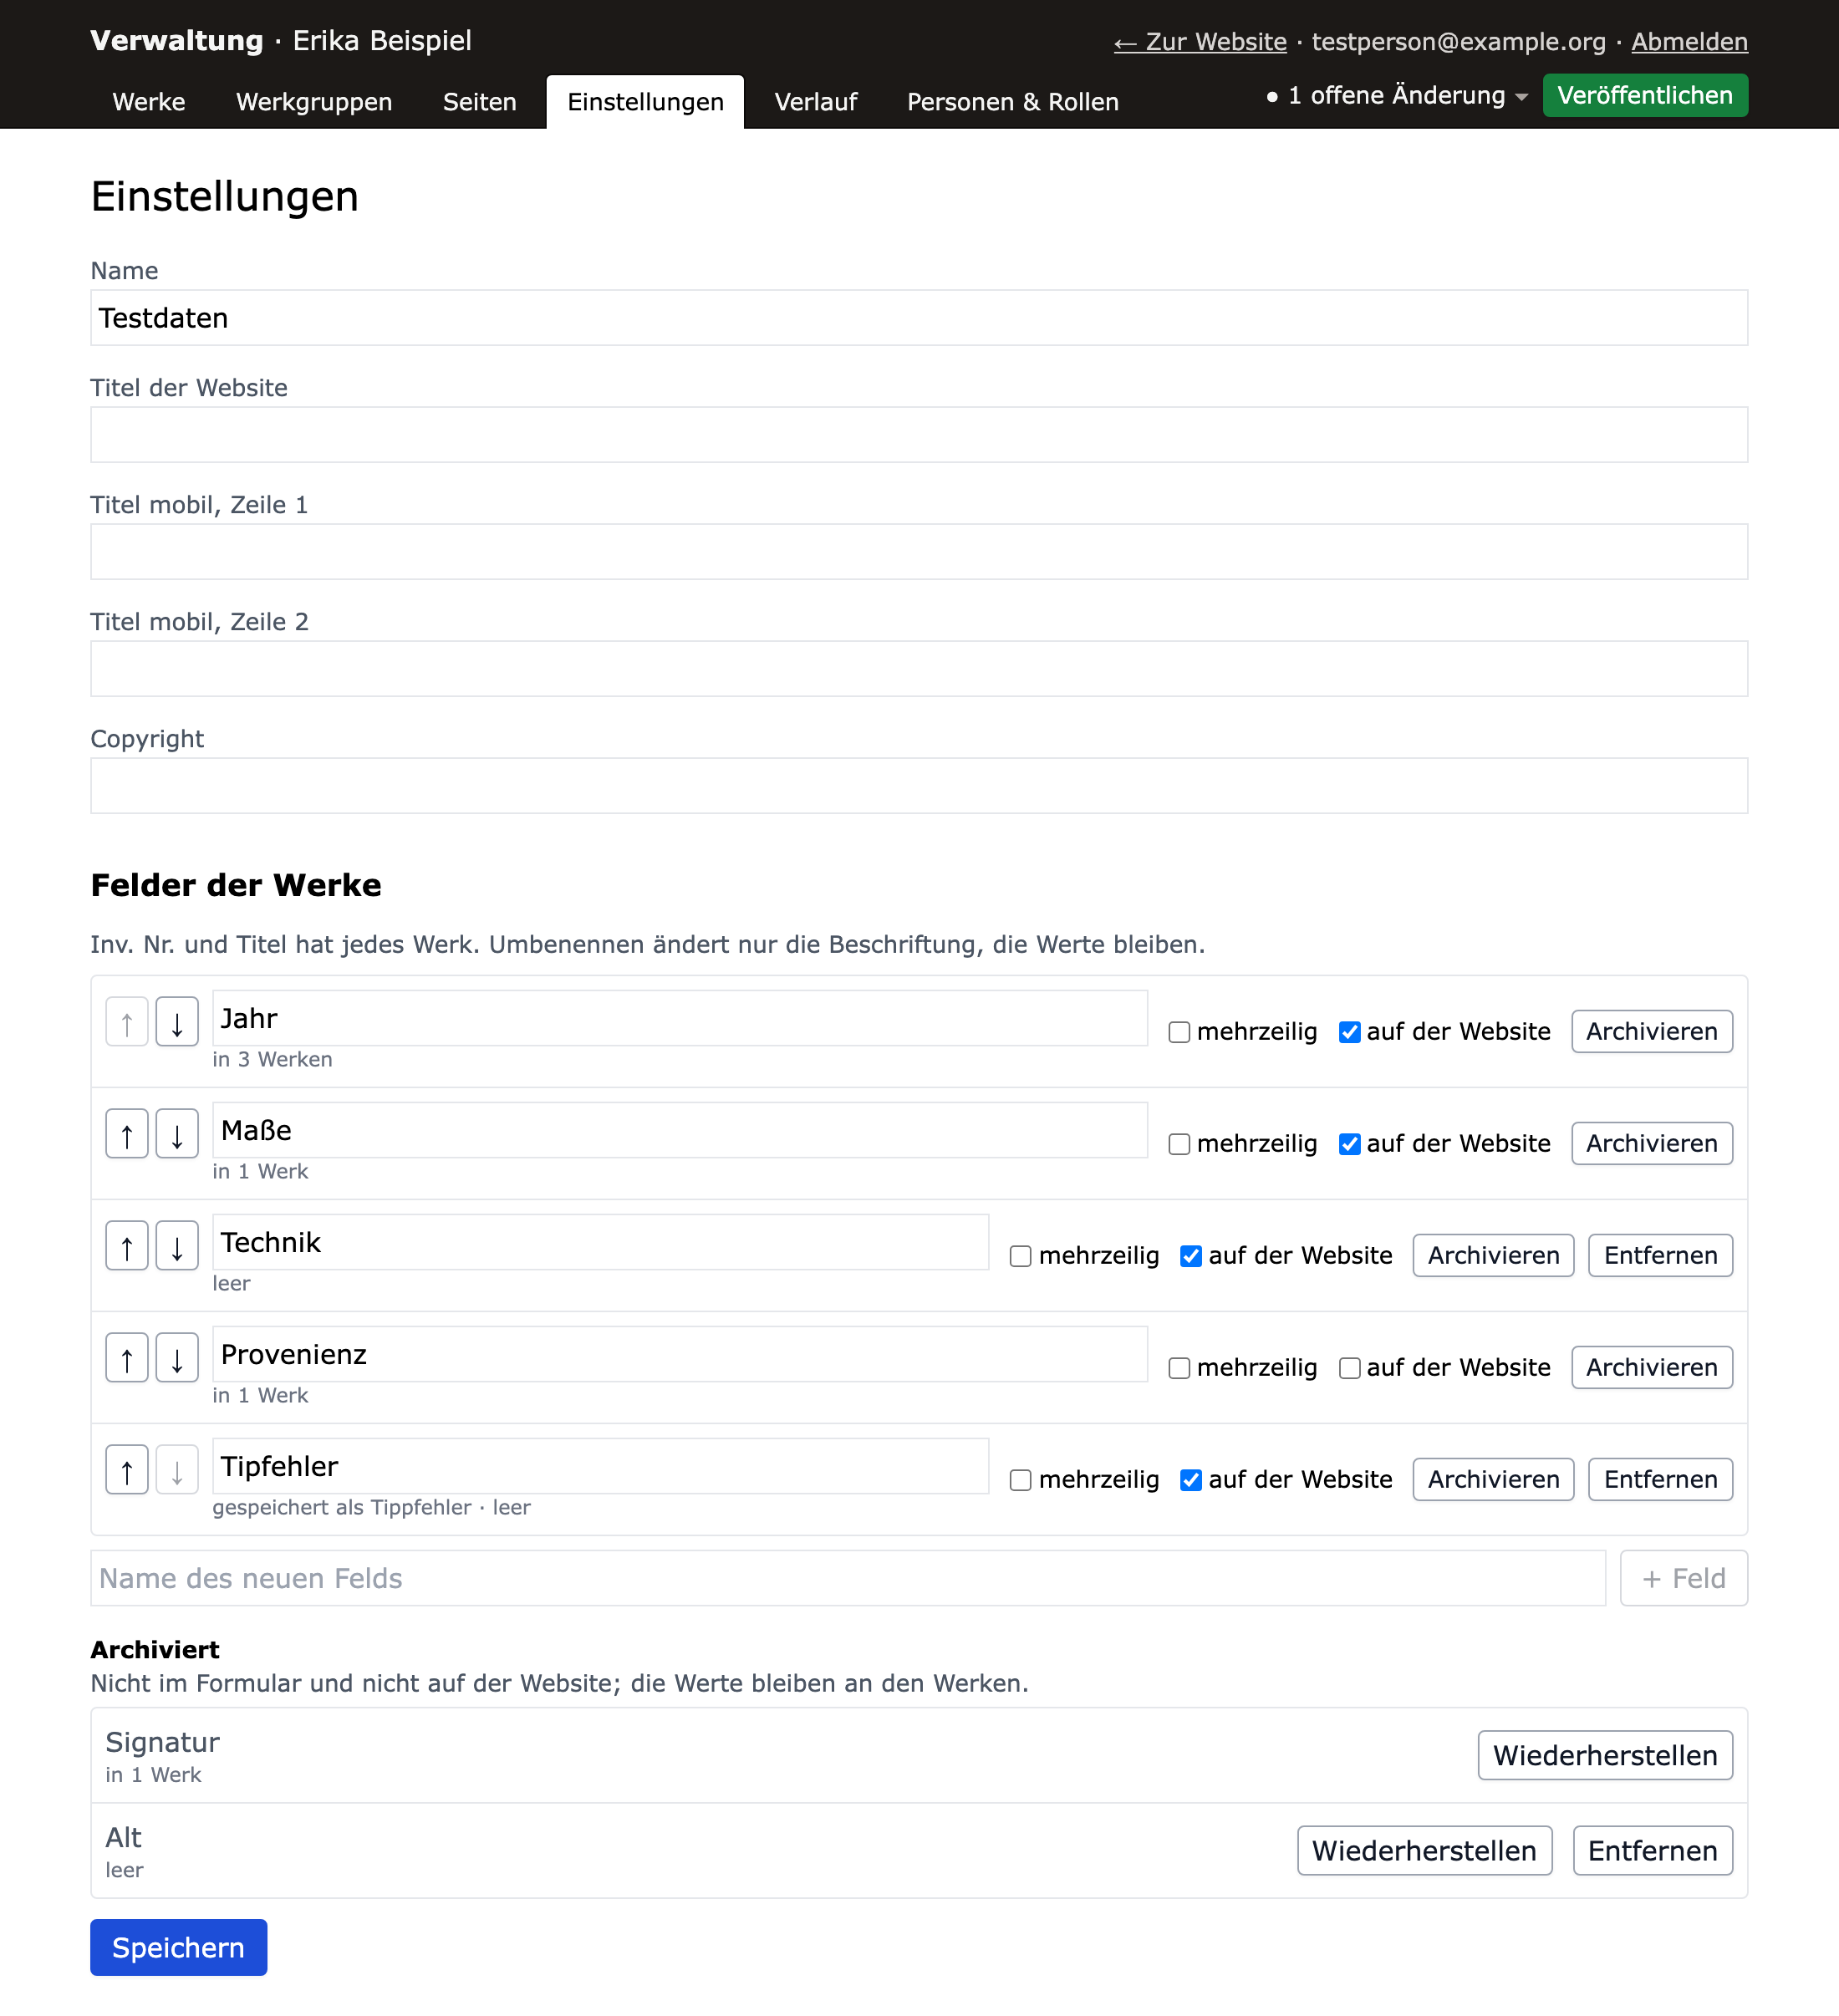 Verwaltung · Erika Beispiel
← Zur Website · testperson@example.org · Abmelden
Werke Werkgruppen Seiten Einstellungen Verlauf Personen & Rollen
● 1 offene Änderung Veröffentlichen
Einstellungen
Name
Testdaten
Titel der Website
Titel mobil, Zeile 1
Titel mobil, Zeile 2
Copyright
Felder der Werke
Inv. Nr. und Titel hat jedes Werk. Umbenennen ändert nur die Beschriftung, die Werte bleiben.
↑ ↓ Jahr mehrzeilig auf der Website Archivieren
in 3 Werken
↑ ↓ Maße mehrzeilig auf der Website Archivieren
in 1 Werk
↑ ↓ Technik mehrzeilig auf der Website Archivieren Entfernen
leer
↑ ↓ Provenienz mehrzeilig auf der Website Archivieren
in 1 Werk
↑ ↓ Tipfehler mehrzeilig auf der Website Archivieren Entfernen
gespeichert als Tippfehler · leer
Name des neuen Felds + Feld
Archiviert
Nicht im Formular und nicht auf der Website; die Werte bleiben an den Werken.
Signatur Wiederherstellen
in 1 Werk
Alt Wiederherstellen Entfernen
leer
Speichern